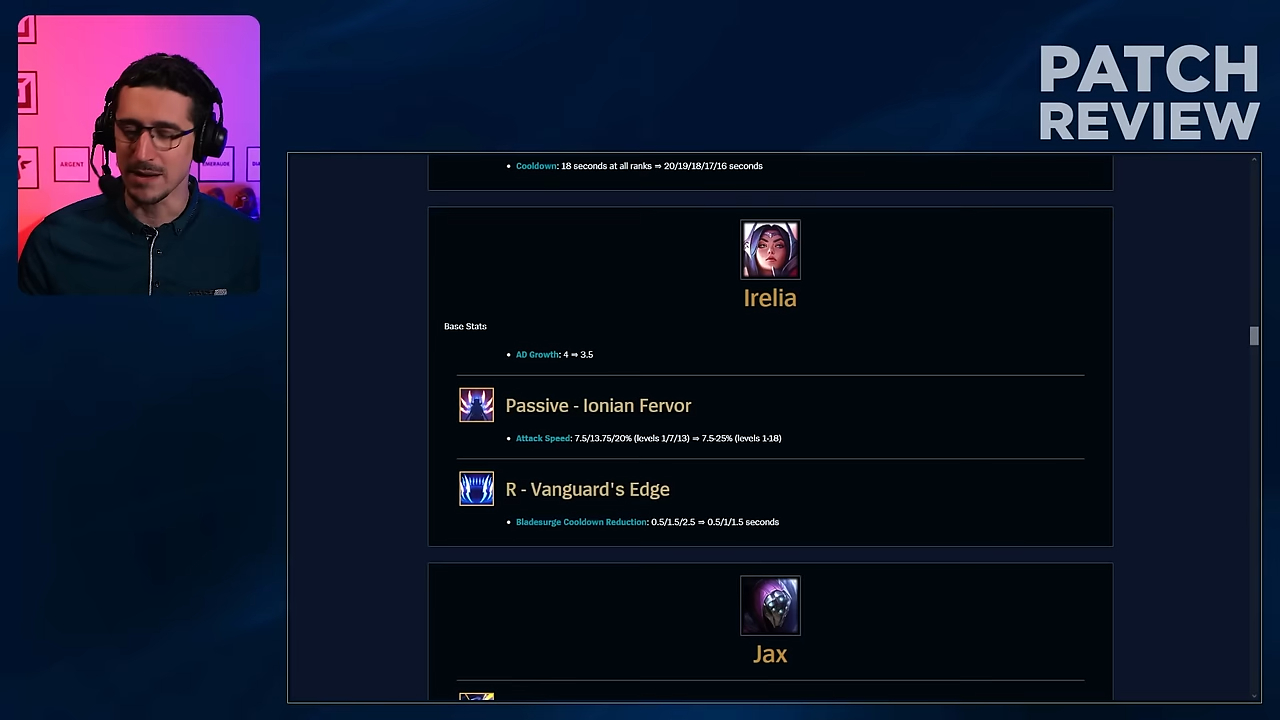 PATCH
REVIEW
ARGENT
EMERAUDE
DIA
Cooldown: 18 seconds at all ranks ⇒ 20/19/18/17/16 seconds
Irelia
Base Stats
• AD Growth: 4 ⇒ 3.5
Passive - Ionian Fervor
• Attack Speed: 7.5/13.75/20% (levels 1/7/13) ⇒ 7.5-25% (levels 1-18)
R - Vanguard's Edge
• Bladesurge Cooldown Reduction: 0.5/1.5/2.5 ⇒ 0.5/1/1.5 seconds
Jax